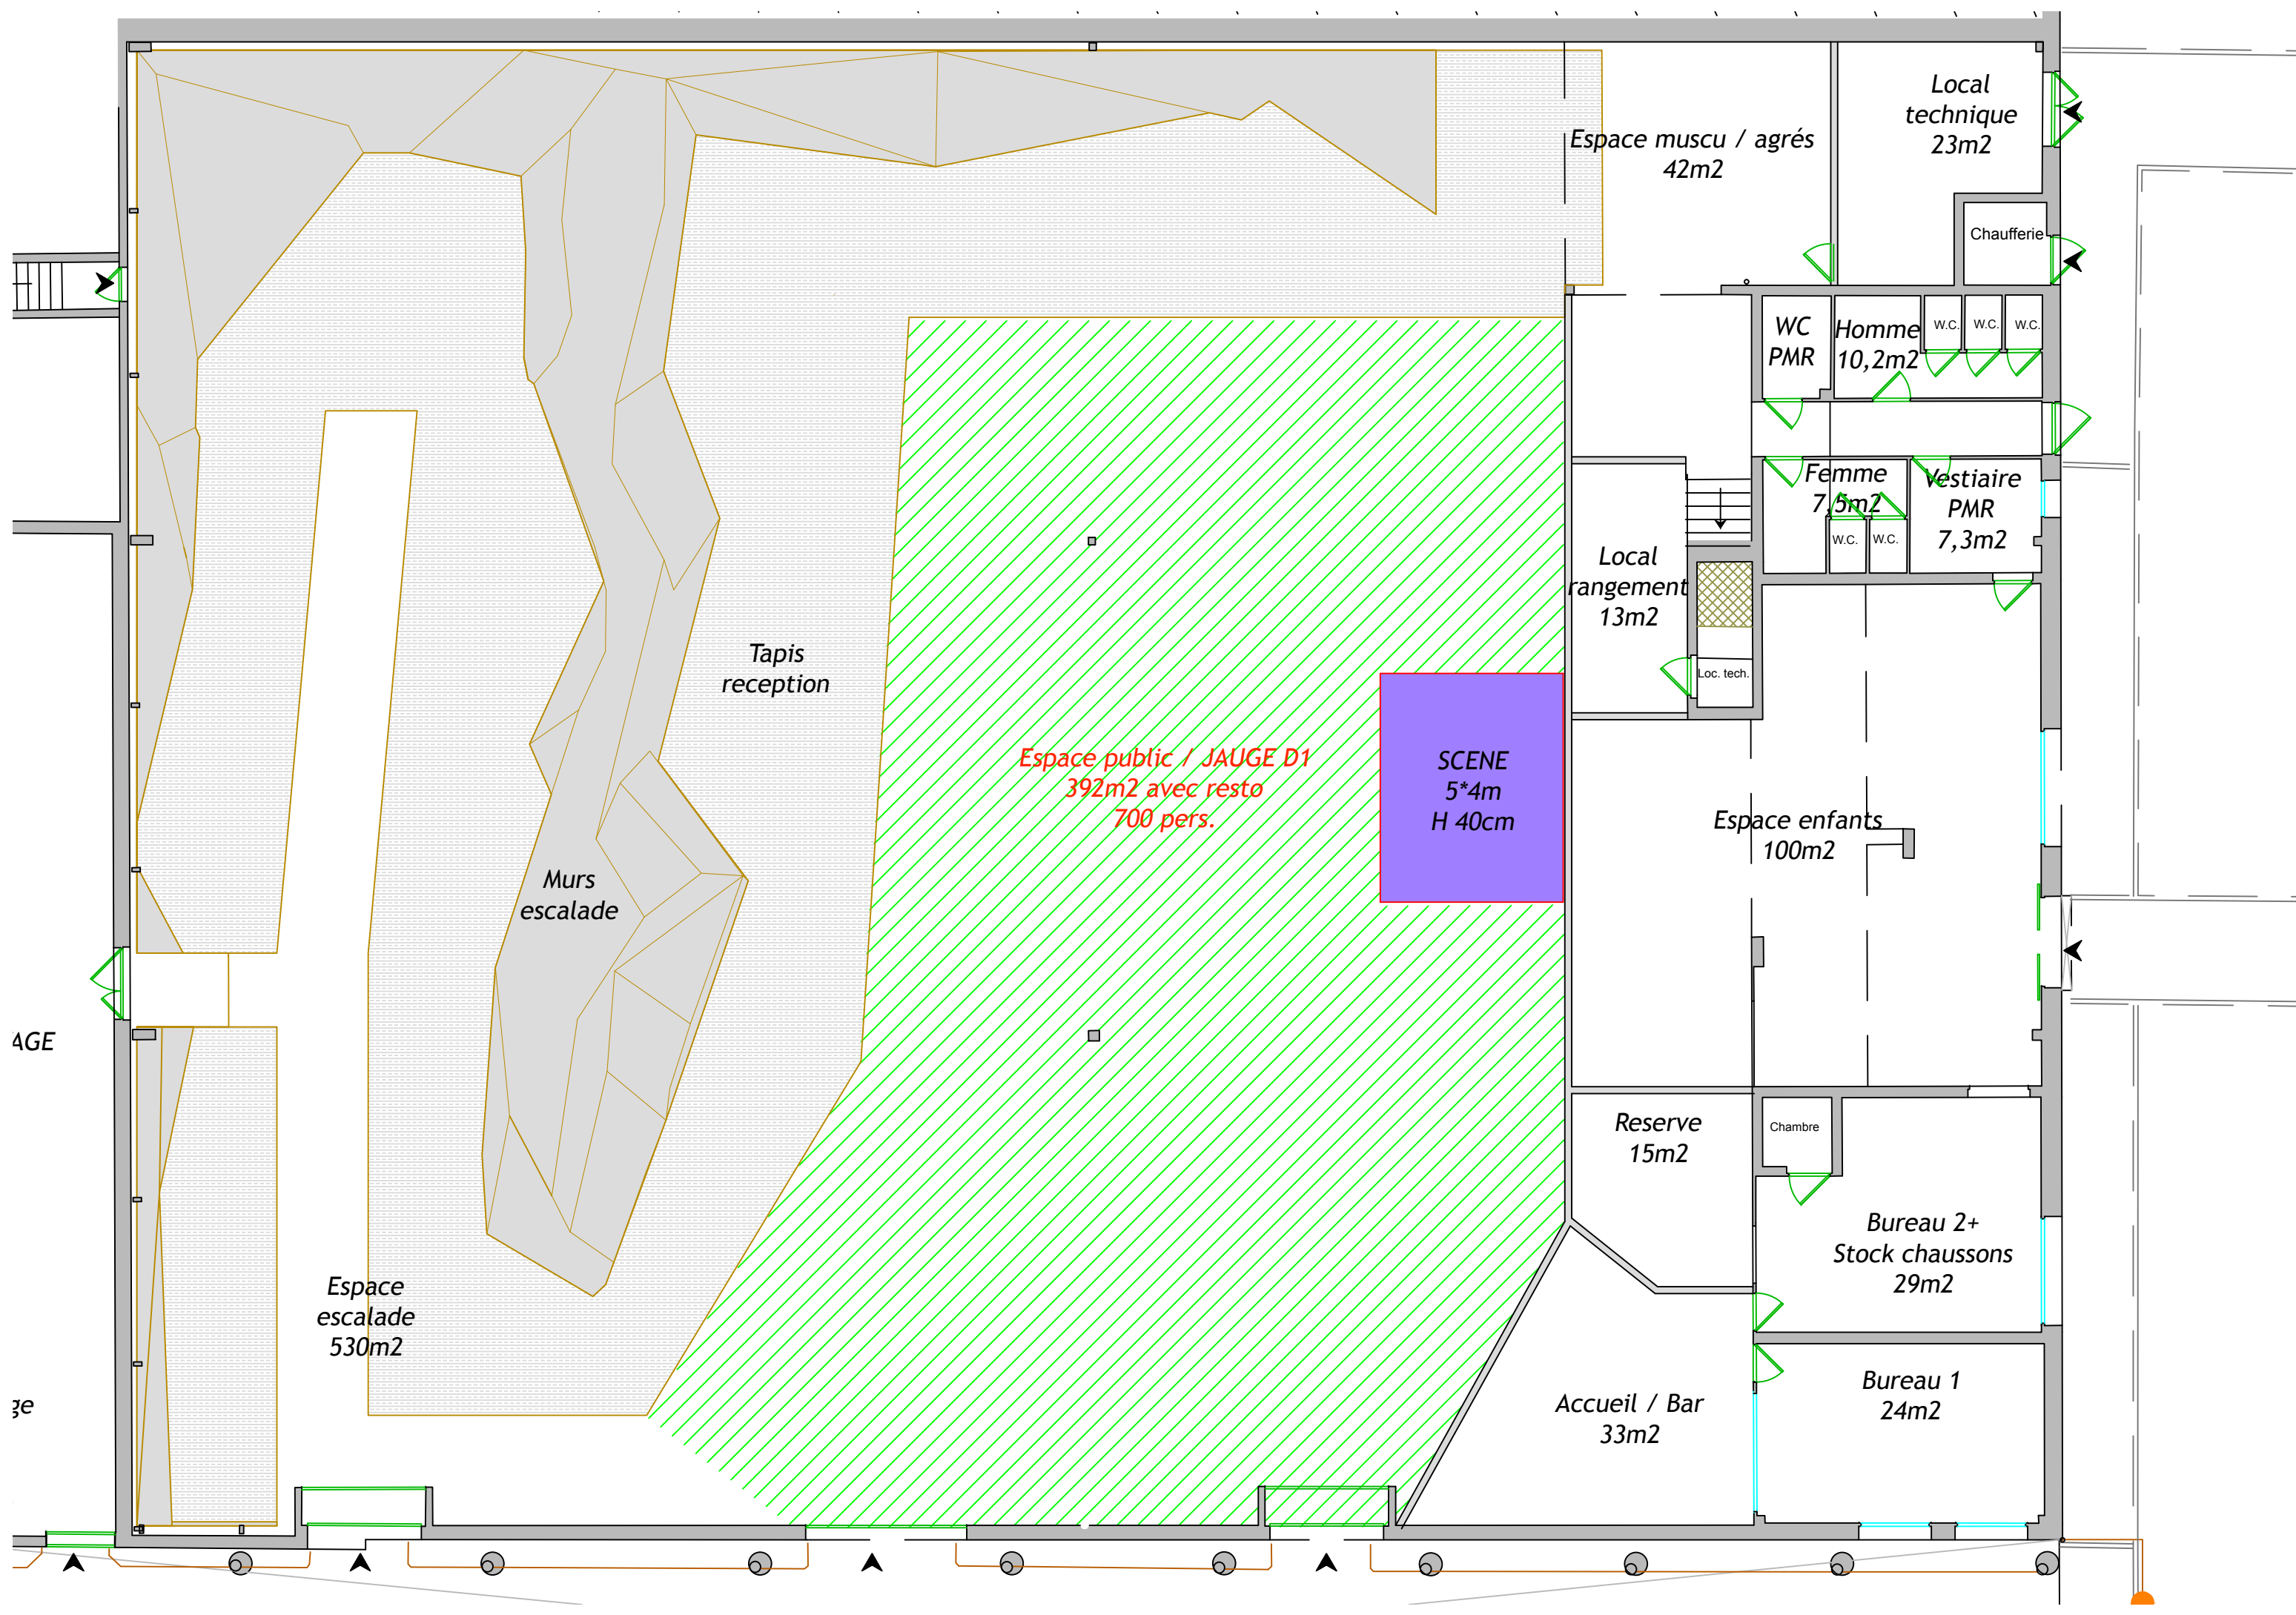 Local
technique
23m2
Espace muscu / agrés
42m2
Chaufferie
WC
PMR
Homme
10,2m2
W.C.
W.C.
W.C.
Femme
7,5m2
W.C.
W.C.
Vestiaire
PMR
7,3m2
Local
rangement
13m2
Loc. tech.
Tapis
reception
Espace public / JAUGE D1
392m2 avec resto
700 pers.
SCENE
5*4m
H 40cm
Espace enfants
100m2
Murs
escalade
AGE
Reserve
15m2
Chambre
Bureau 2+
Stock chaussons
29m2
Espace
escalade
530m2
ge
Accueil / Bar
33m2
Bureau 1
24m2